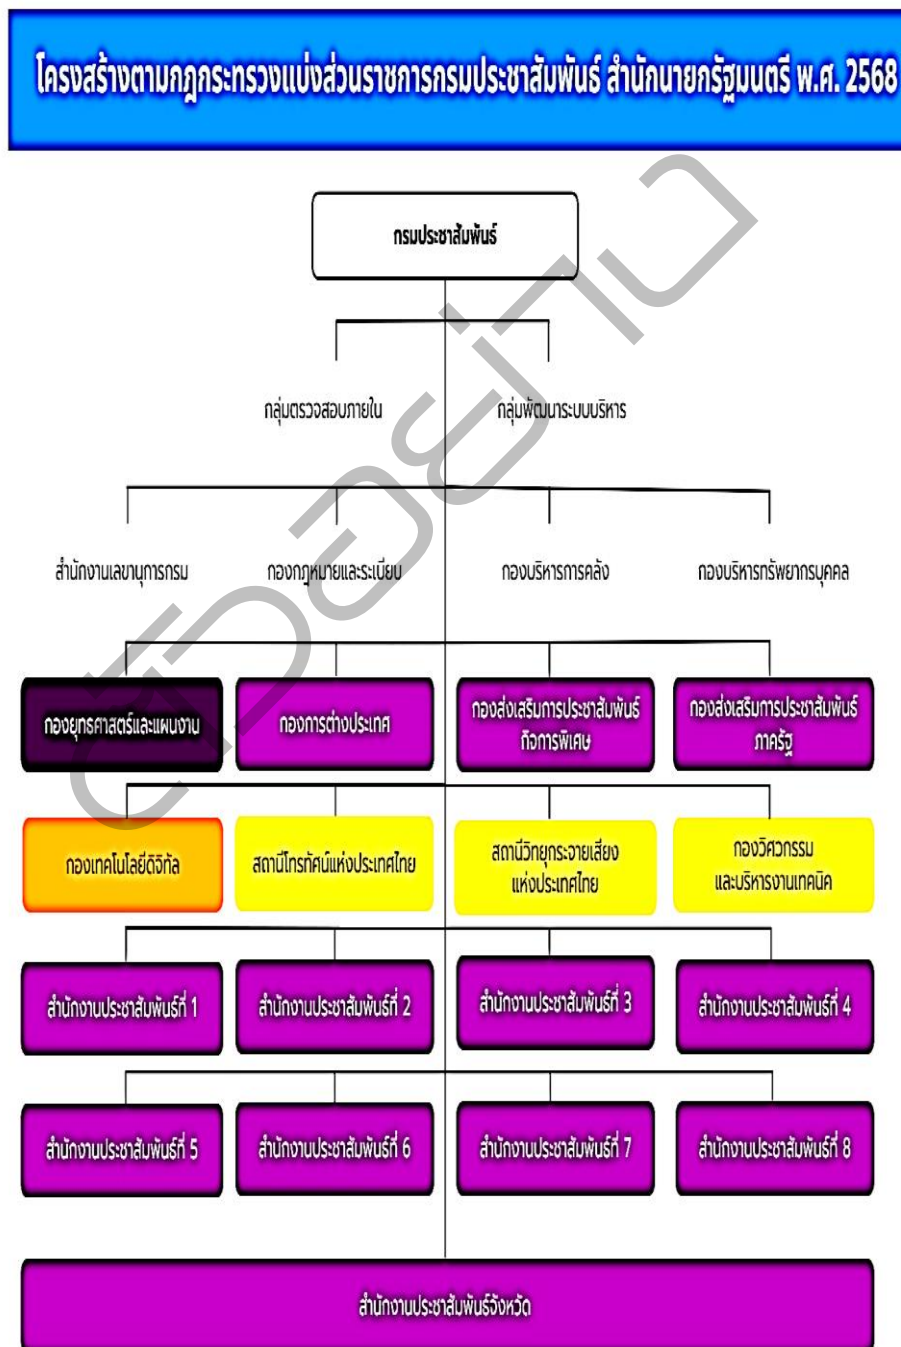 โครงสร้างตามกฎกระทรวงแบ่งส่วนราชการกรมประชาสัมพันธ์ สำนักนายกรัฐมนตรี พ.ศ. 2568
กรมประชาสัมพันธ์
กลุ่มตรวจสอบภายใน
กลุ่มพัฒนาระบบบริหาร
สำนักงานเลขานุการกรม
กองกฎหมายและระเบียบ
กองบริหารการคลัง
กองบริหารทรัพยากรบุคคล
กองยุทธศาสตร์และแผนงาน
กองการต่างประเทศ
กองส่งเสริมการประชาสัมพันธ์
กิจการพิเศษ
กองส่งเสริมการประชาสัมพันธ์
ภาครัฐ
กองเทคโนโลยีดิจิทัล
สถานีโทรทัศน์แห่งประเทศไทย
สถานีวิทยุกระจายเสียง
แห่งประเทศไทย
กองวิศวกรรม
และบริหารงานเทคนิค
สำนักงานประชาสัมพันธ์ที่ 1
สำนักงานประชาสัมพันธ์ที่ 2
สำนักงานประชาสัมพันธ์ที่ 3
สำนักงานประชาสัมพันธ์ที่ 4
สำนักงานประชาสัมพันธ์ที่ 5
สำนักงานประชาสัมพันธ์ที่ 6
สำนักงานประชาสัมพันธ์ที่ 7
สำนักงานประชาสัมพันธ์ที่ 8
สำนักงานประชาสัมพันธ์จังหวัด
ตัวอย่าง